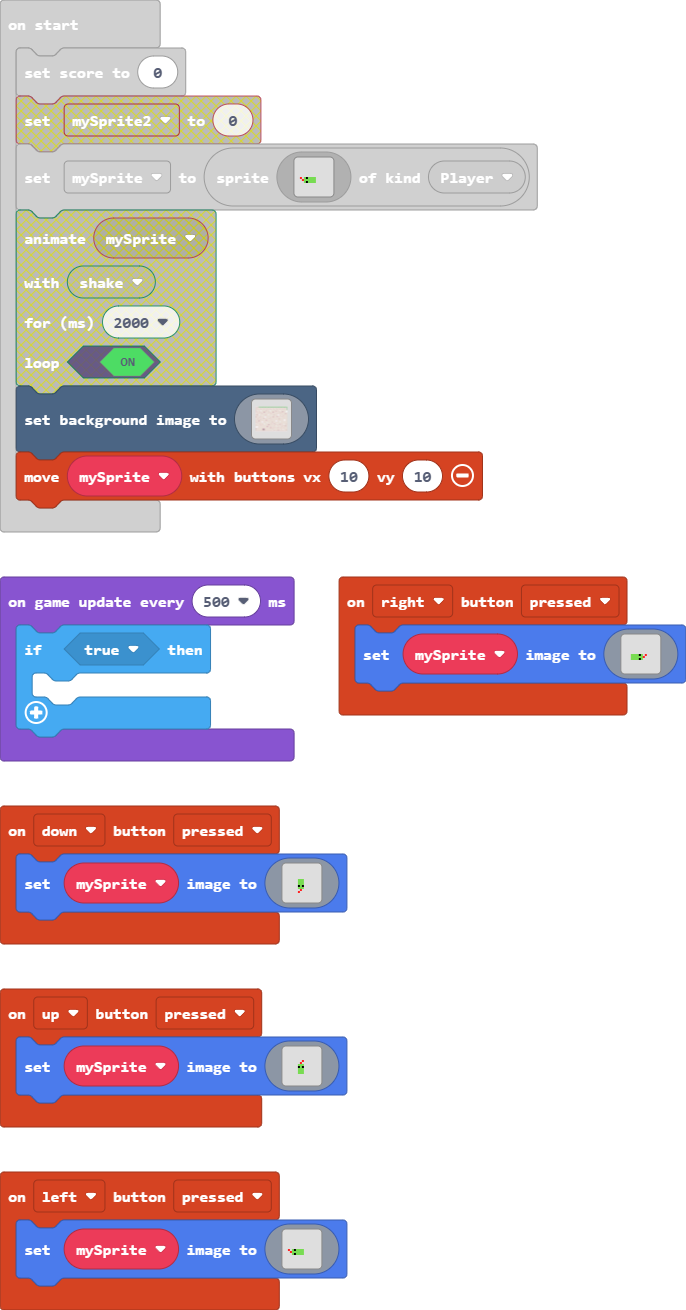 on start
set score to 0
set mySprite2 to 0
set mySprite to sprite of kind Player
animate mySprite
with shake
for (ms) 2000
loop ON
set background image to
move mySprite with buttons vx 10 vy 10
on game update every 500 ms
if true then
on right button pressed
set mySprite image to
on down button pressed
set mySprite image to
on up button pressed
set mySprite image to
on left button pressed
set mySprite image to